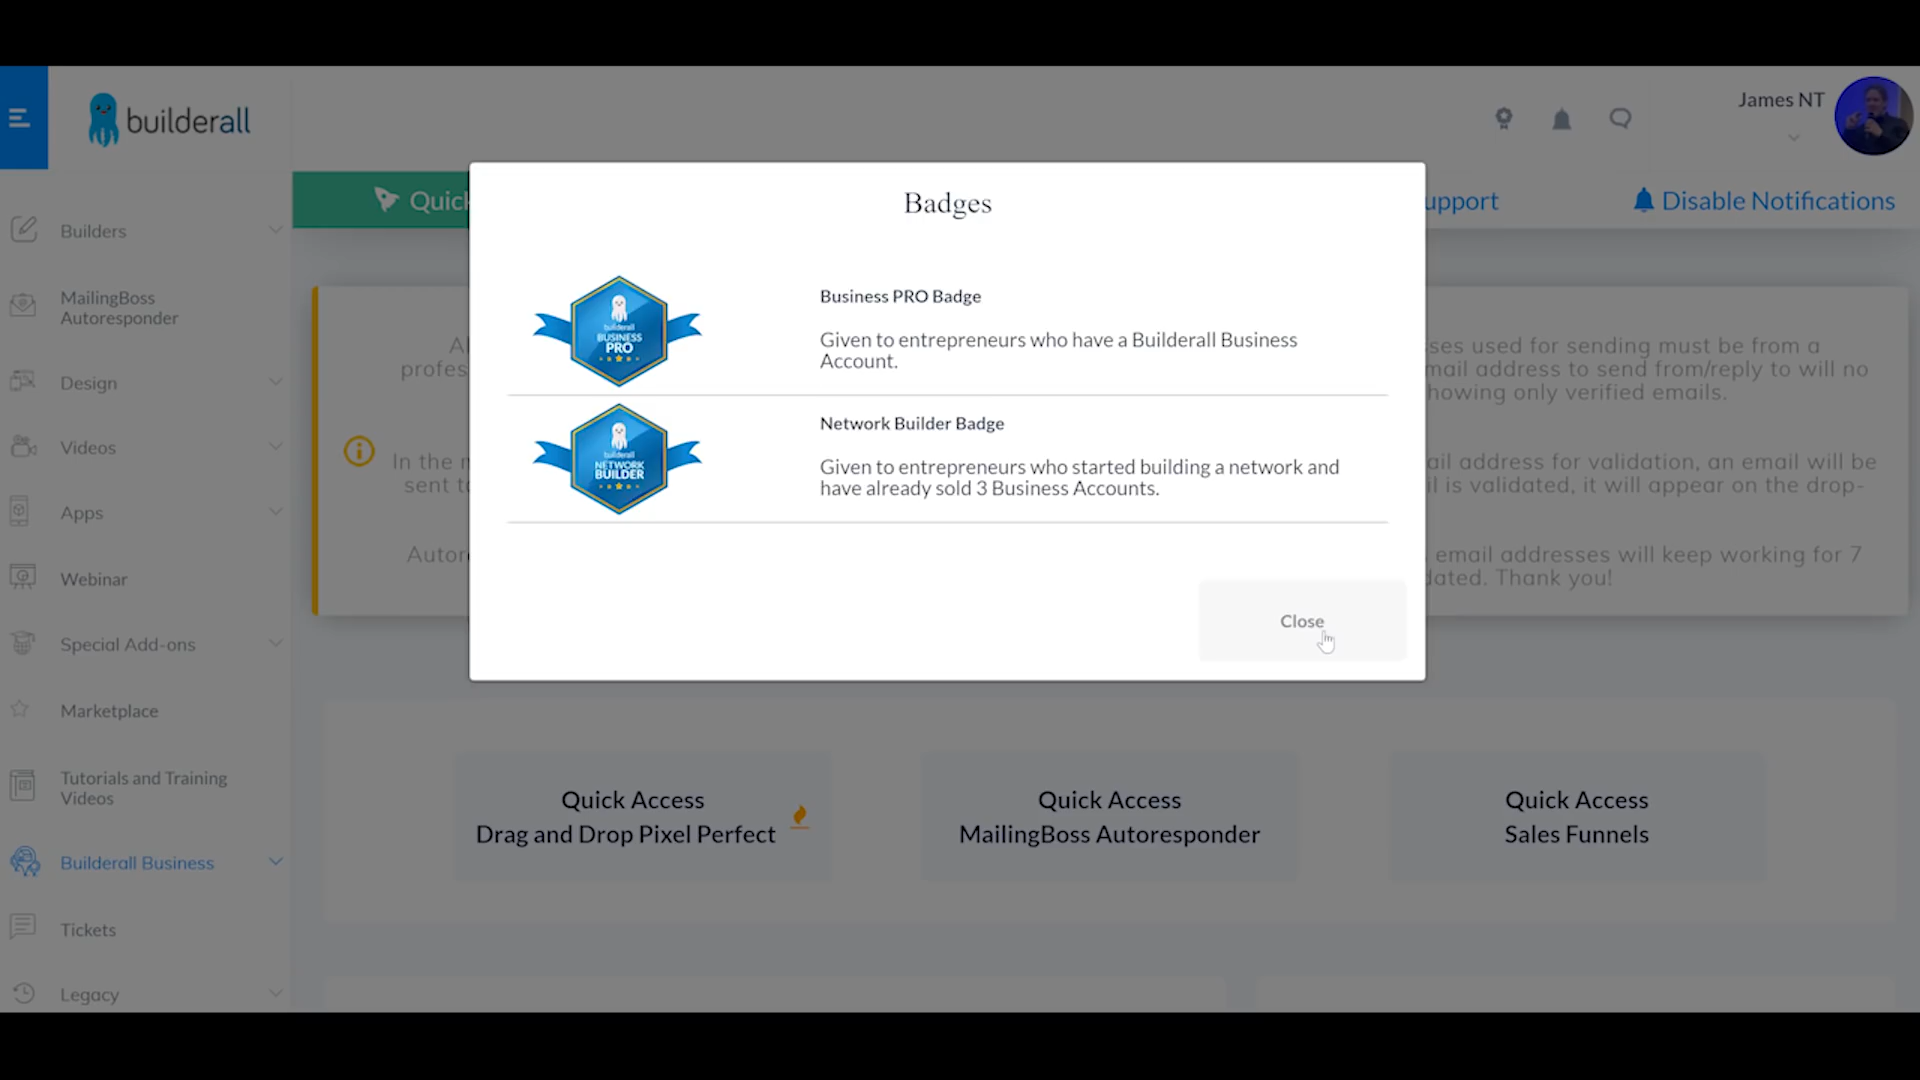 builderall
James NT
Quick
upport
Disable Notifications
Builders
MailingBoss
Autoresponder
Design
Videos
Apps
Webinar
Special Add-ons
Marketplace
Tutorials and Training
Videos
Builderall Business
Tickets
Legacy
Badges
builderall
BUSINESS
PRO
Business PRO Badge
Given to entrepreneurs who have a Builderall Business
Account.
builderall
NETWORK
BUILDER
Network Builder Badge
Given to entrepreneurs who started building a network and
have already sold 3 Business Accounts.
Close
Al
profes
In the n
sent to
Autor
ses used for sending must be from a
mail address to send from/reply to will no
howing only verified emails.
ail address for validation, an email will be
il is validated, it will appear on the drop-
email addresses will keep working for 7
dated. Thank you!
Quick Access
Drag and Drop Pixel Perfect
Quick Access
MailingBoss Autoresponder
Quick Access
Sales Funnels